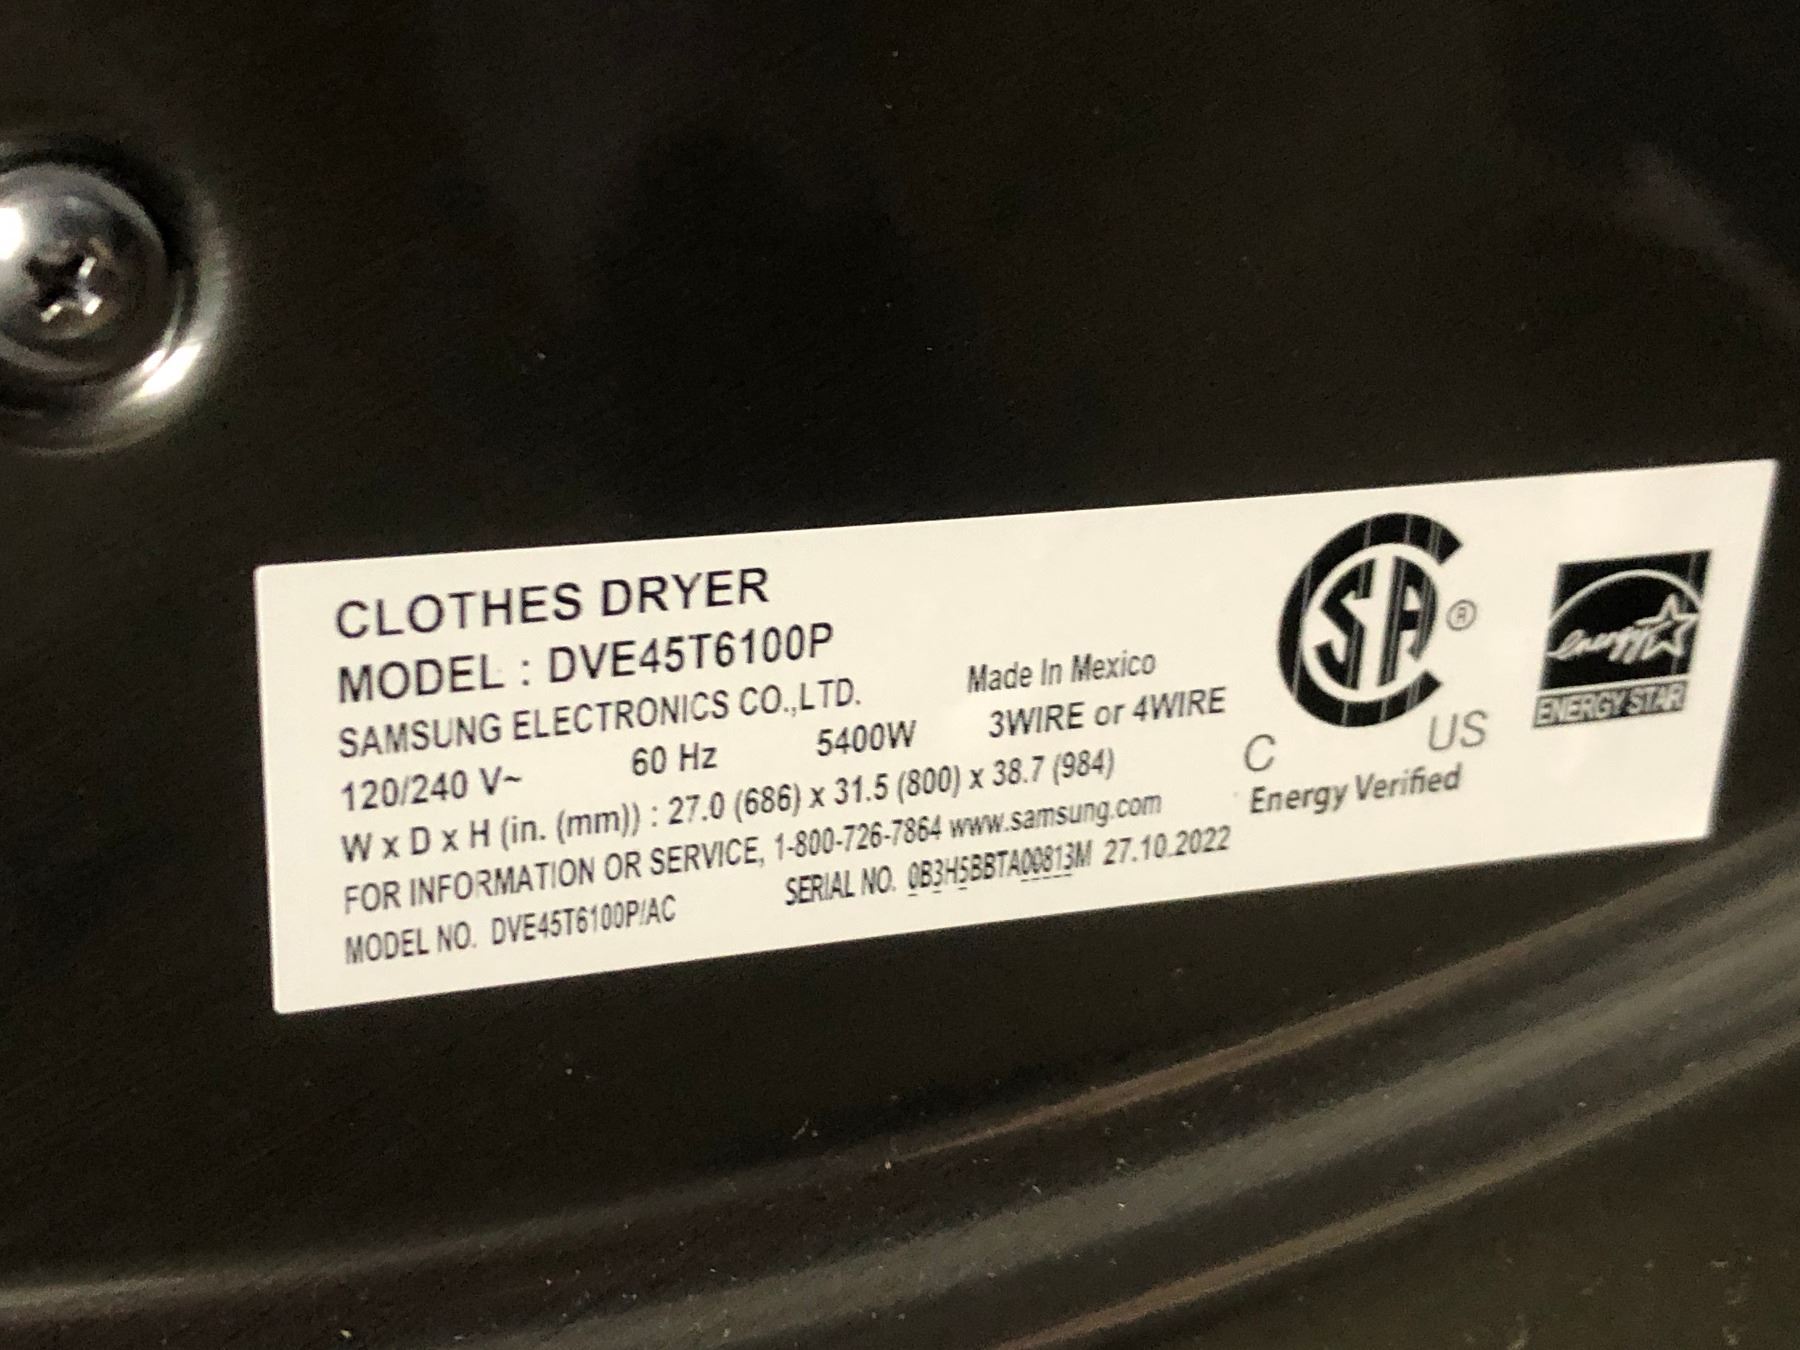 CLOTHES DRYER
MODEL : DVE45T6100P
SAMSUNG ELECTRONICS CO.,LTD. Made In Mexico
120/240 V~ 60 Hz 5400W 3WIRE or 4WIRE
W x D x H (in. (mm)) : 27.0 (686) x 31.5 (800) x 38.7 (984)
FOR INFORMATION OR SERVICE, 1-800-726-7864 www.samsung.com
MODEL NO. DVE45T6100P/AC SERIAL NO. 0B3H5BBTA00813M 27.10.2022
CSA ®
C US
Energy Verified
energy
ENERGY STAR